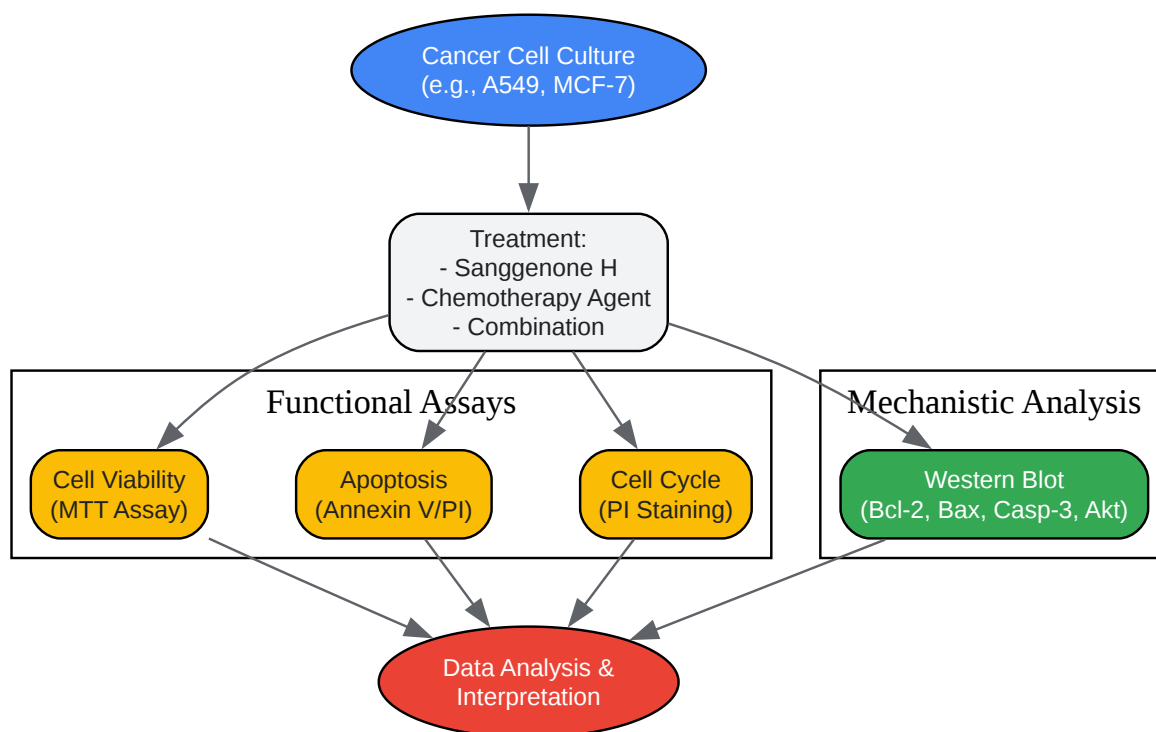 Cancer Cell Culture
(e.g., A549, MCF-7)
Treatment:
- Sanggenone H
- Chemotherapy Agent
- Combination
Functional Assays
Mechanistic Analysis
Cell Viability
(MTT Assay)
Apoptosis
(Annexin V/PI)
Cell Cycle
(PI Staining)
Western Blot
(Bcl-2, Bax, Casp-3, Akt)
Data Analysis &
Interpretation